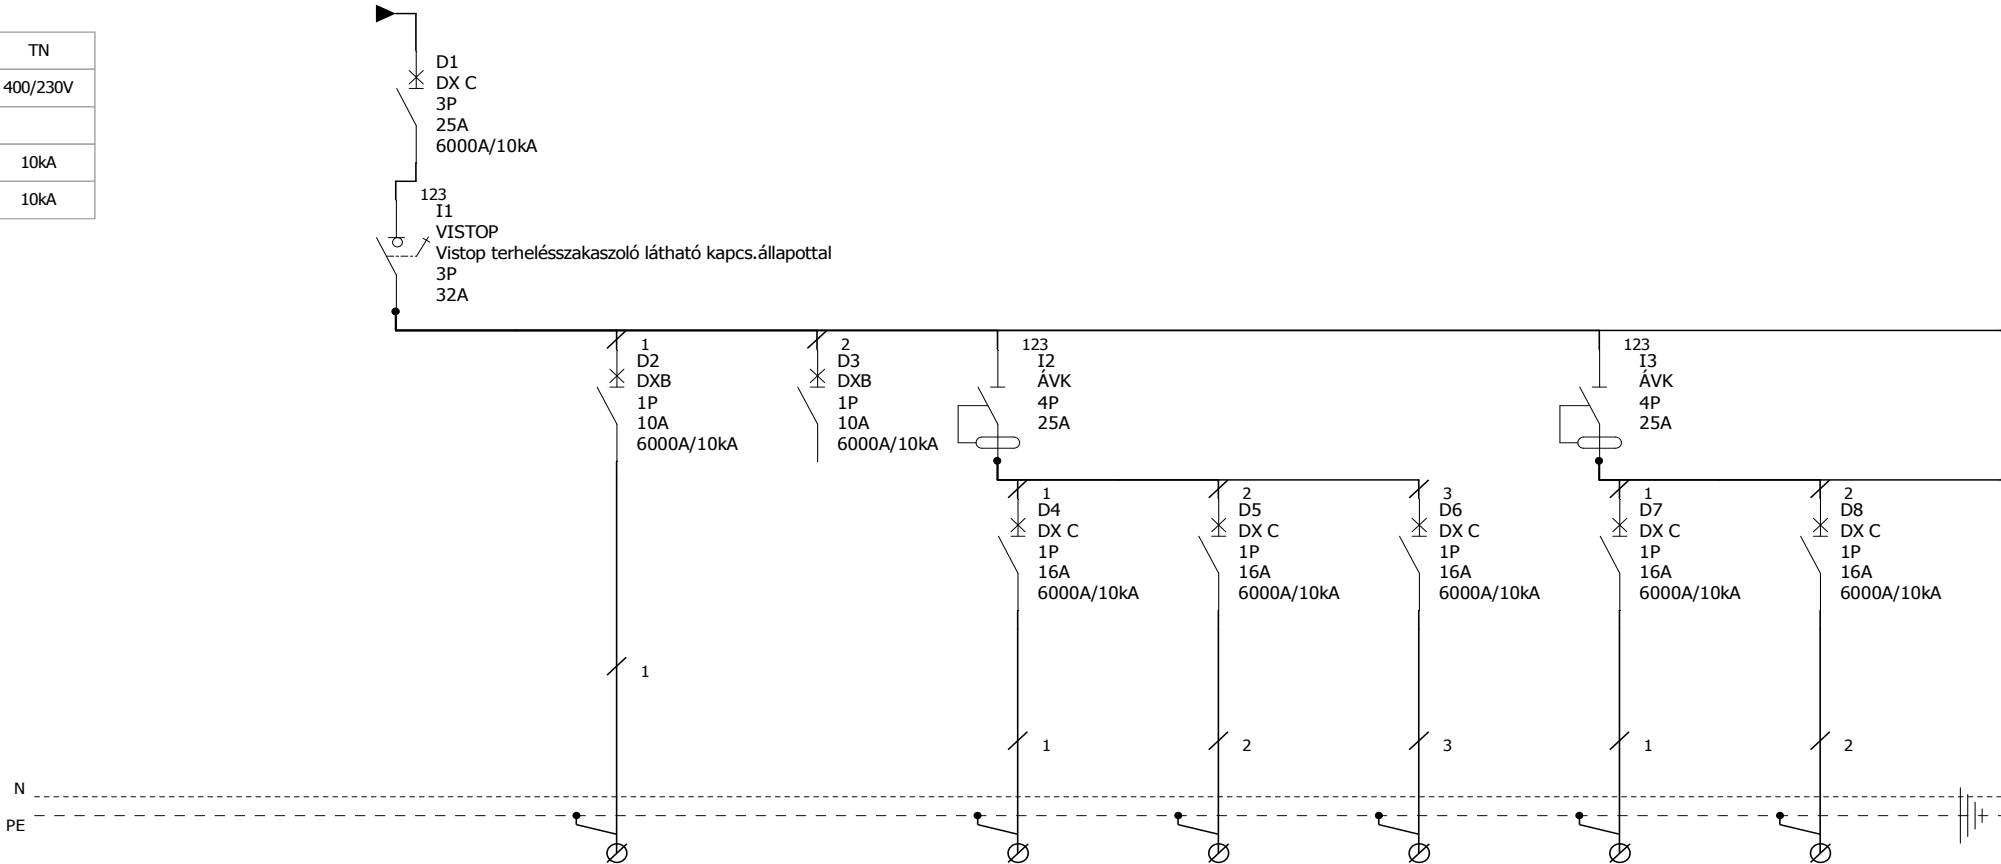 TN
400/230V
10kA
10kA
D1
DX C
3P
25A
6000A/10kA
123
I1
VISTOP
Vistop terhelésszakaszoló látható kapcs.állapottal
3P
32A
1
D2
DXB
1P
10A
6000A/10kA
2
D3
DXB
1P
10A
6000A/10kA
123
I2
ÁVK
4P
25A
123
I3
ÁVK
4P
25A
1
D4
DX C
1P
16A
6000A/10kA
2
D5
DX C
1P
16A
6000A/10kA
3
D6
DX C
1P
16A
6000A/10kA
1
D7
DX C
1P
16A
6000A/10kA
2
D8
DX C
1P
16A
6000A/10kA
1
1
2
3
1
2
N
PE